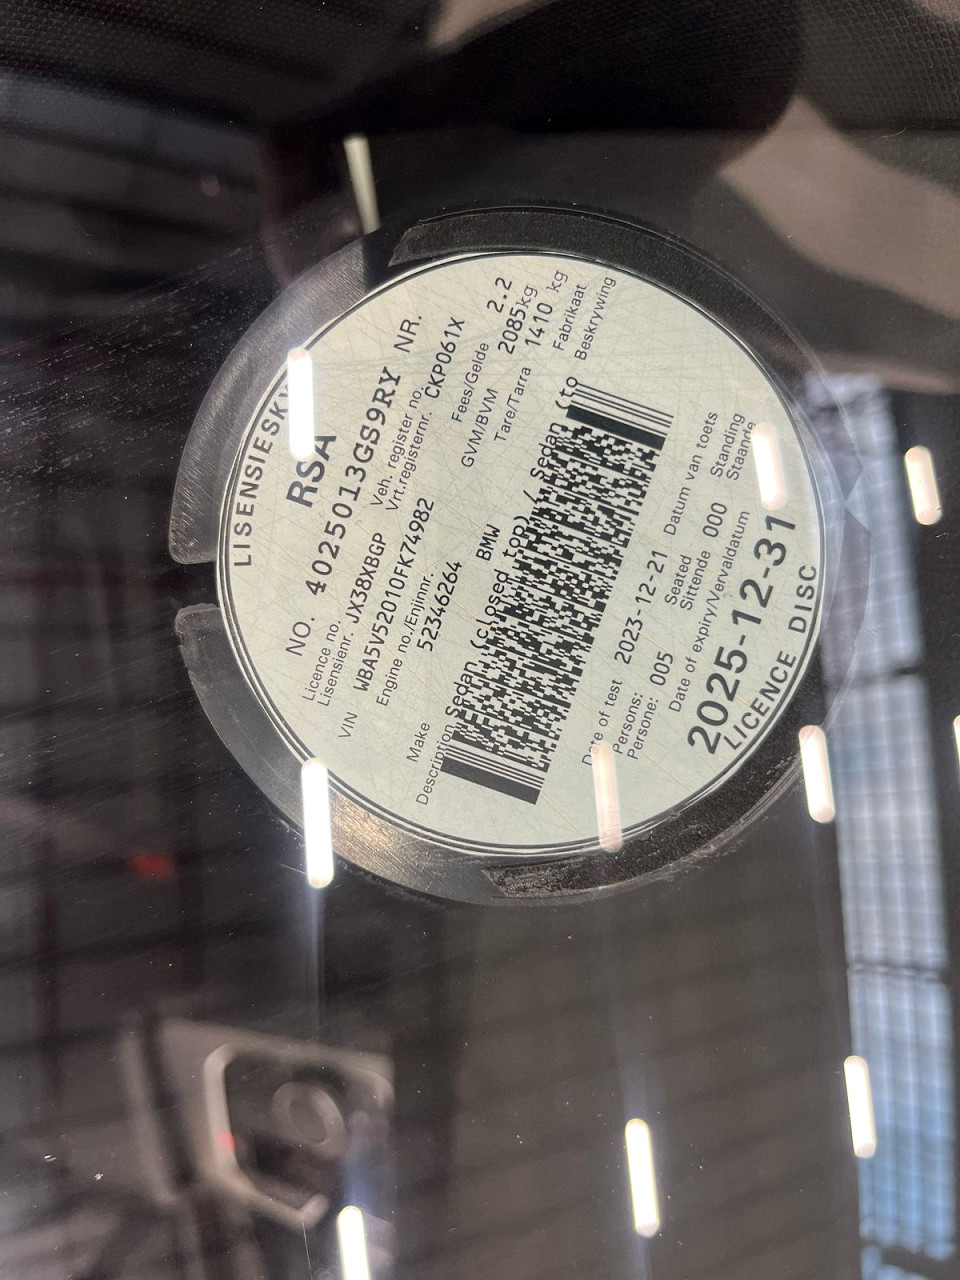 LISENSIESKYF
RSA
NO. 4025013GS9RY NR.
Licence no.
Lisensienr. JX38XBGP
Veh. register no.
Vrt.registernr. CKP061X
VIN WBA5V52010FK74982
Fees/Gelde 2.2
Engine no./Enjinnr.
52346264
GVM/BVM 2085kg
Tare/Tarra 1410 kg
Make BMW Fabrikaat
Description Sedan (closed top) / Sedan (to Beskrywing
Date of test 2023-12-21 Datum van toets
Persons:
Persone: 005
Seated
Sittende 000
Standing
Staande
Date of expiry/Vervaldatum
2025-12-31
LICENCE DISC